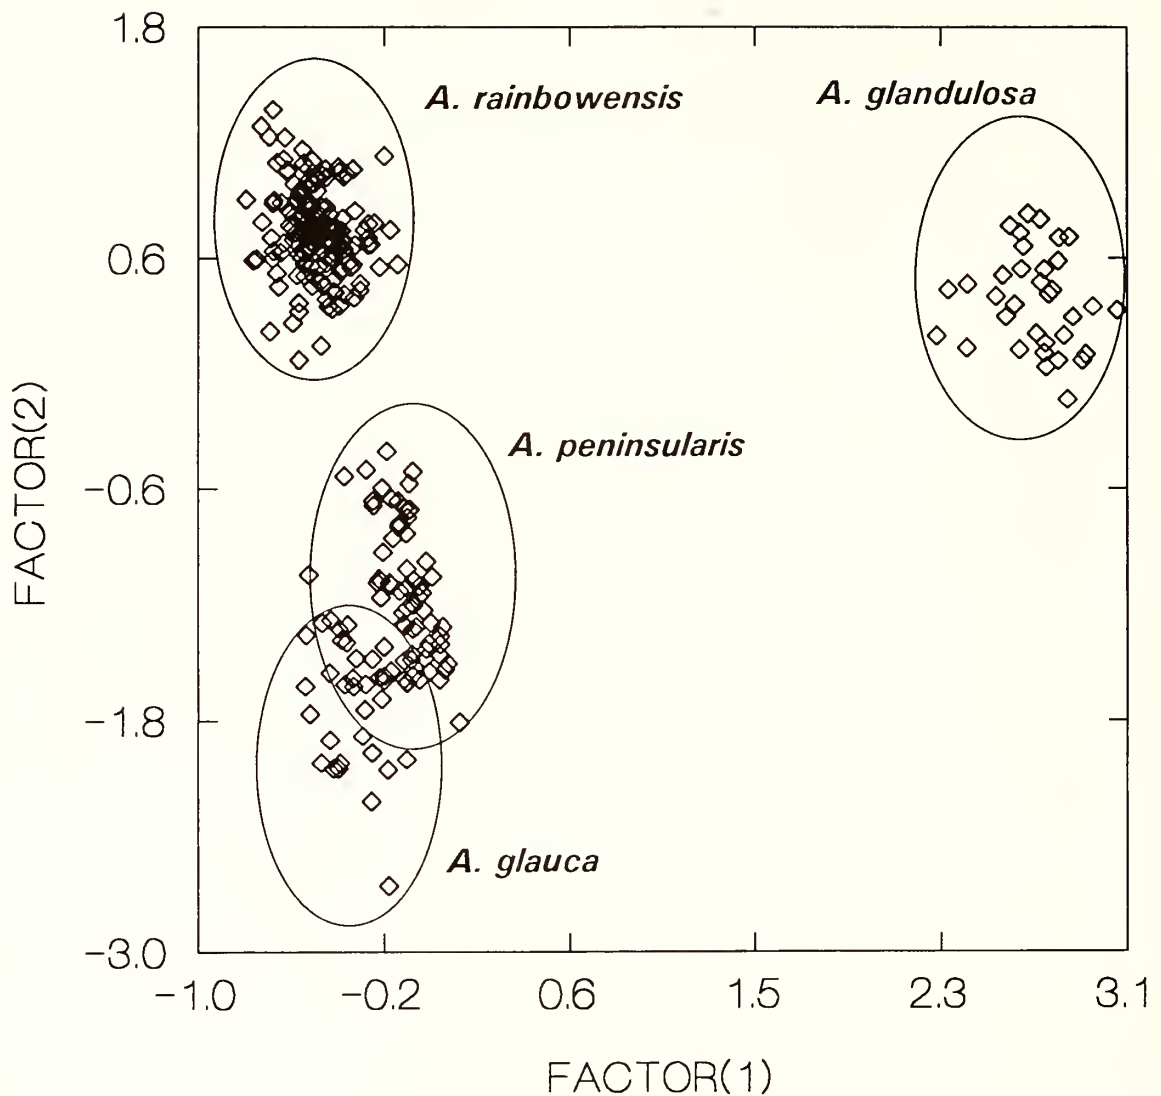 1.8
A. rainbowensis
A. glandulosa
0.6
A. peninsularis
−0.6
FACTOR(2)
−1.8
A. glauca
−3.0
−1.0
−0.2
0.6
1.5
2.3
3.1
FACTOR(1)